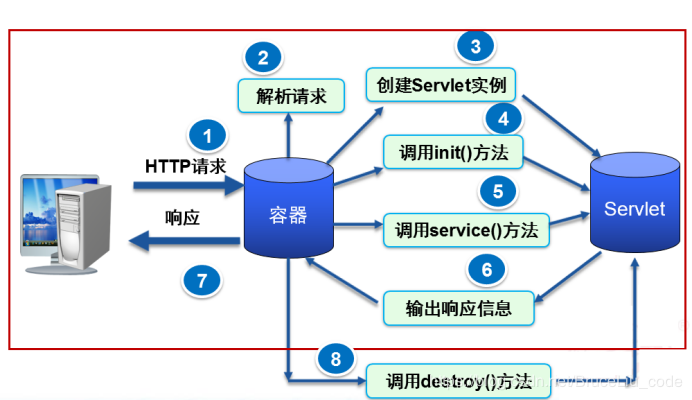 3
2
创建Servlet实例
解析请求
4
1
调用init()方法
HTTP请求
5
容器
Servlet
响应
调用service()方法
6
7
输出响应信息
8
调用destroy()方法